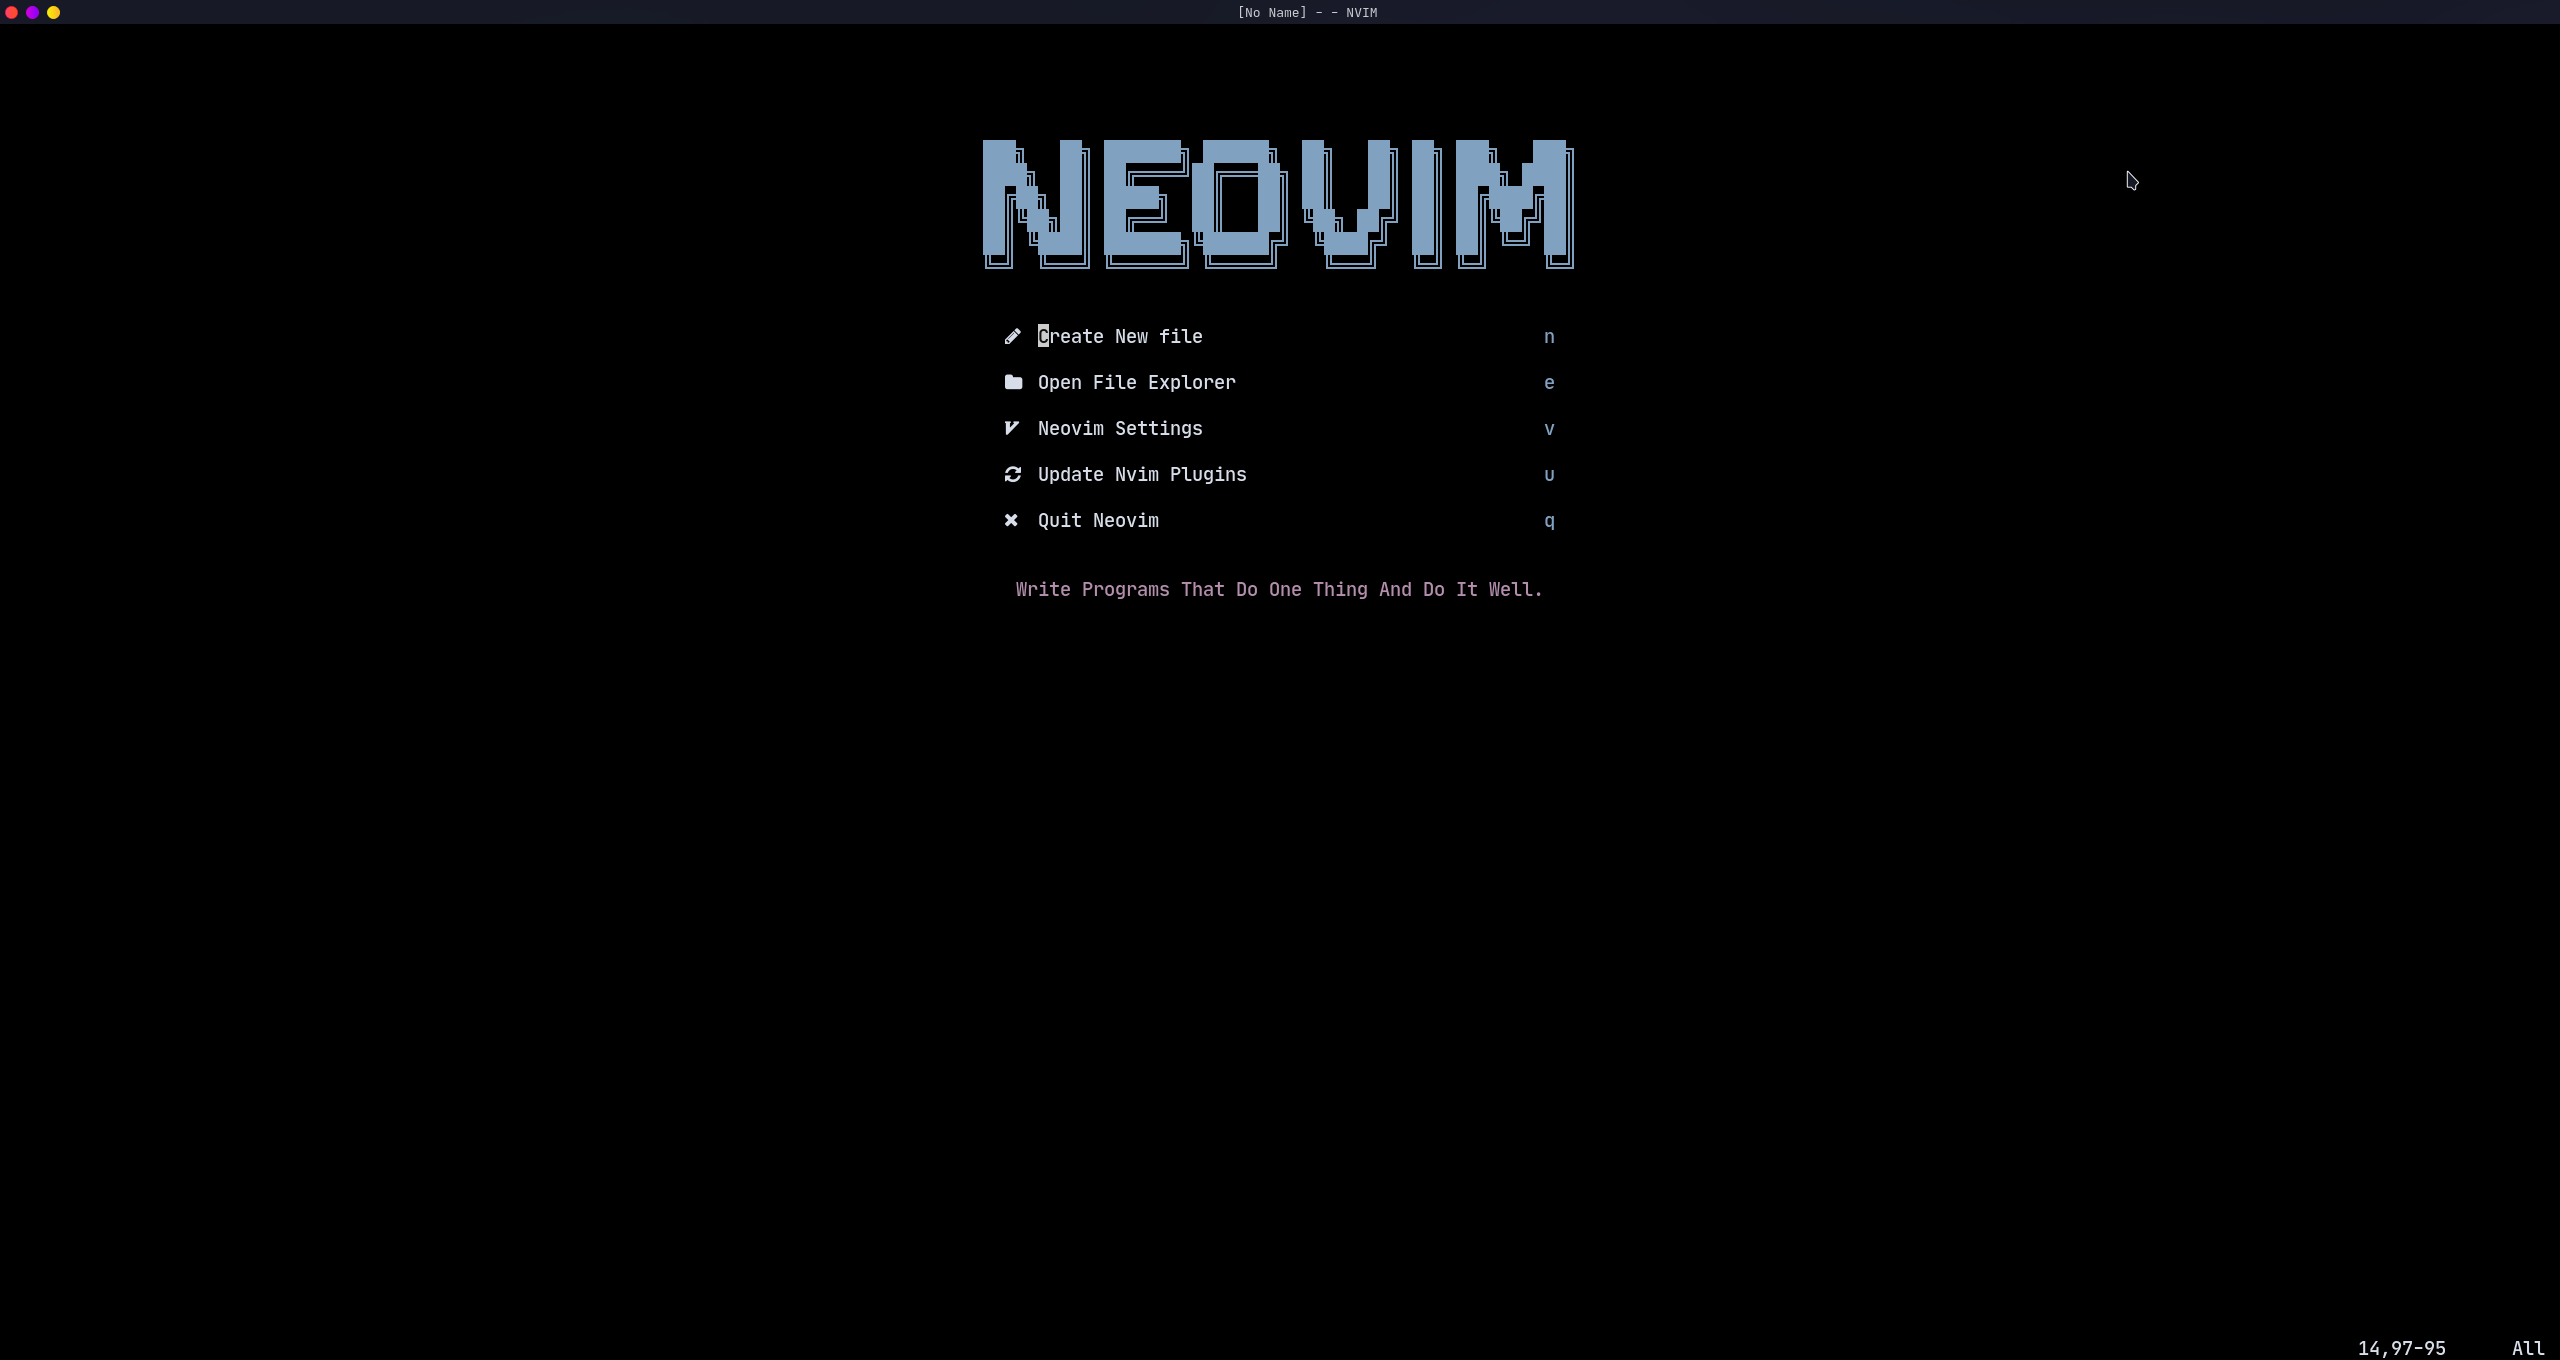 [No Name] - - NVIM
NEOVIM
Create New file n
Open File Explorer e
Neovim Settings v
Update Nvim Plugins u
Quit Neovim q
Write Programs That Do One Thing And Do It Well.
14,97-95 All